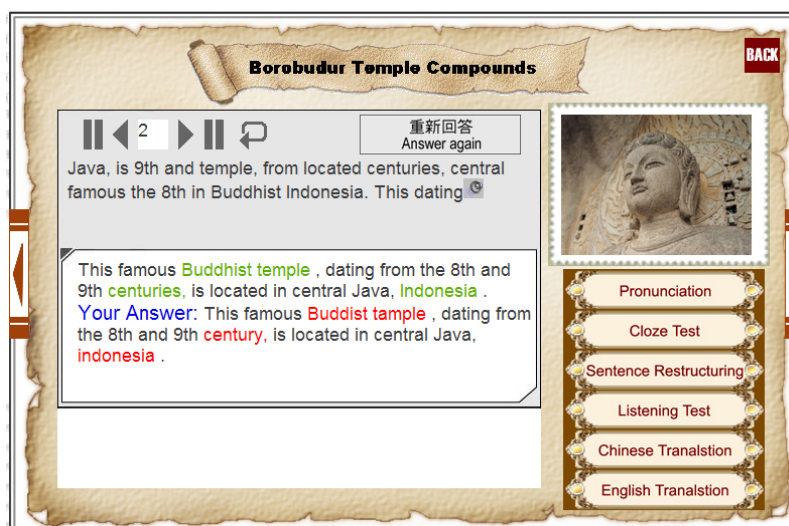 Borobudur Temple Compounds
BACK
2
重新回答
Answer again
Java, is 9th and temple, from located centuries, central
famous the 8th in Buddhist Indonesia. This dating
This famous Buddhist temple , dating from the 8th and
9th centuries, is located in central Java, Indonesia .
Your Answer: This famous Buddist tample , dating from
the 8th and 9th century, is located in central Java,
indonesia .
Pronunciation
Cloze Test
Sentence Restructuring
Listening Test
Chinese Tranalstion
English Tranalstion